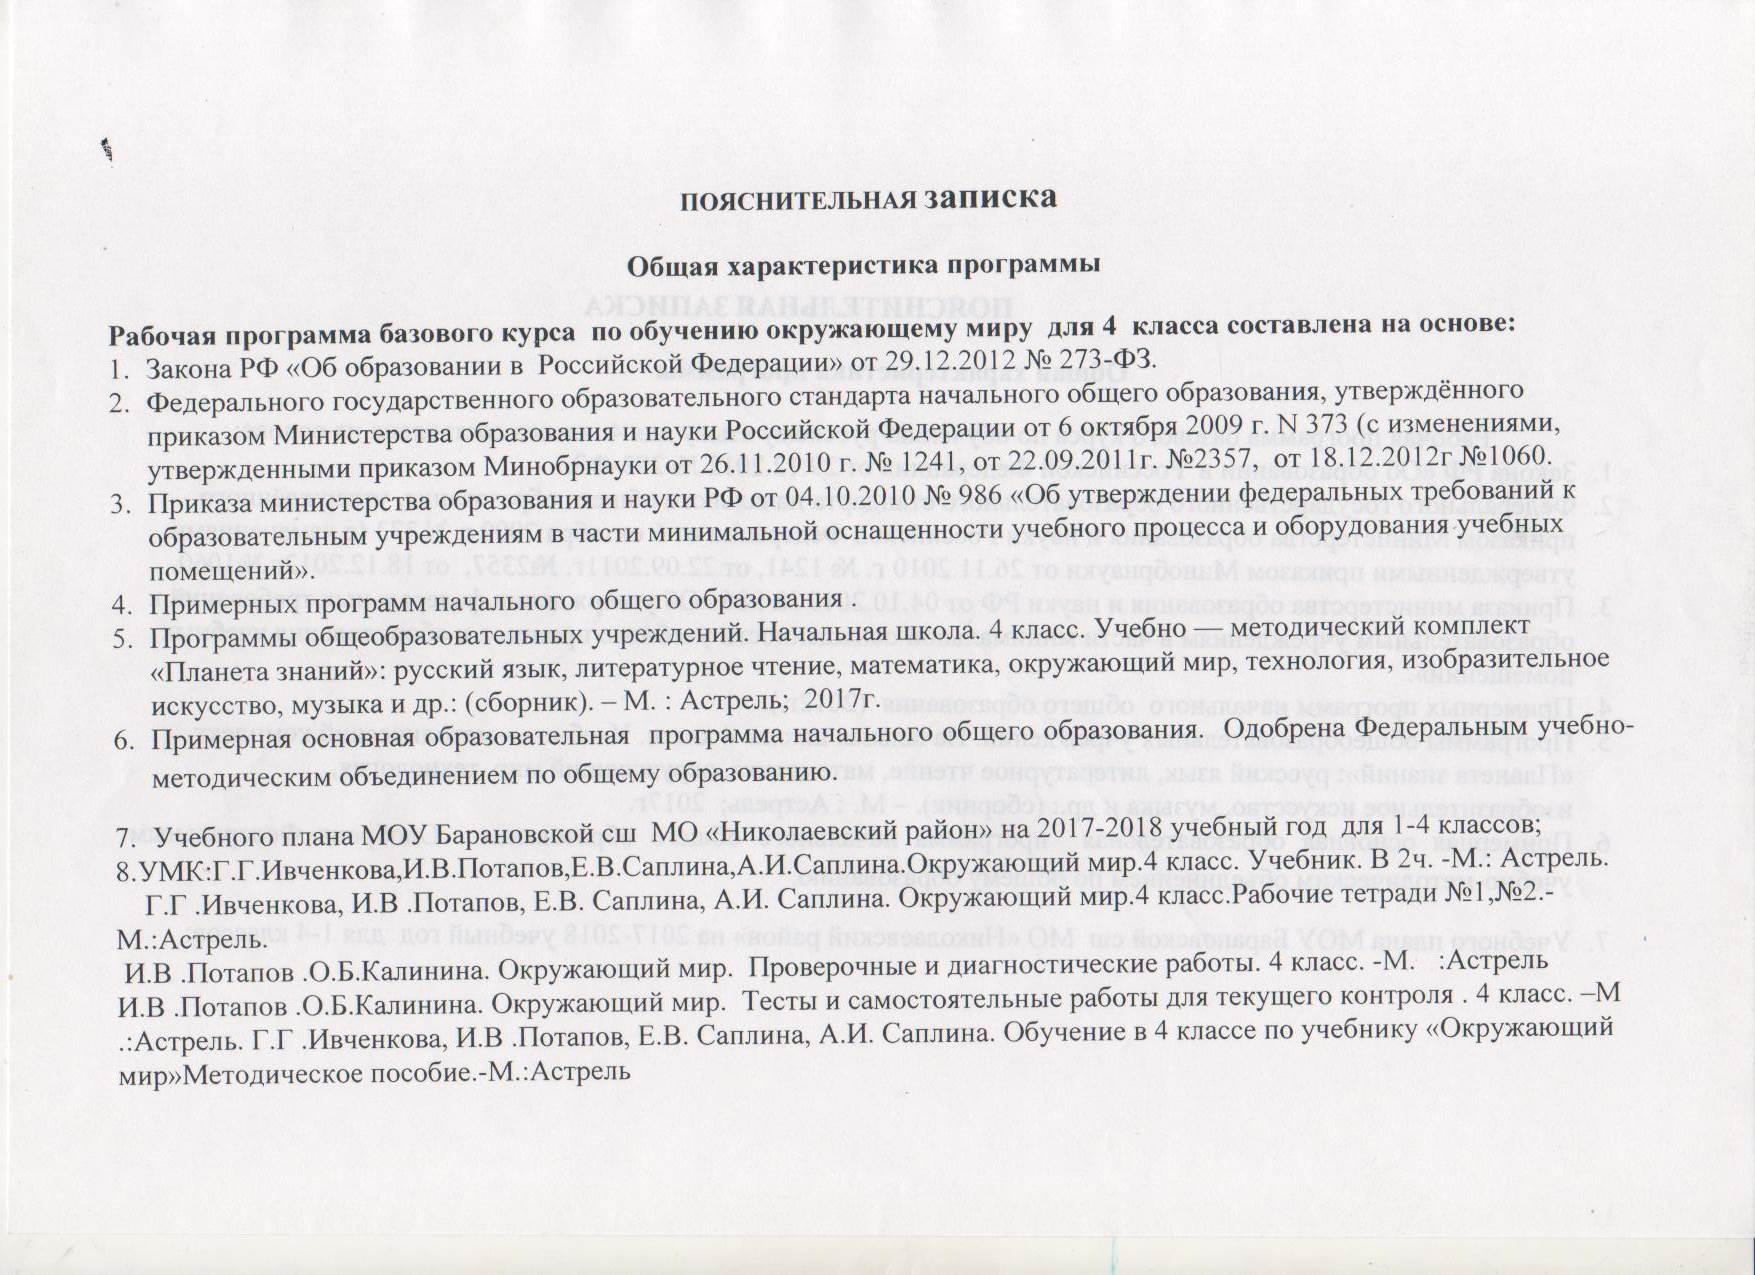 ПОЯСНИТЕЛЬНАЯ записка
Общая характеристика программы
Рабочая программа базового курса по обучению окружающему миру для 4 класса составлена на основе:
1. Закона РФ «Об образовании в Российской Федерации» от 29.12.2012 № 273-ФЗ.
2. Федерального государственного образовательного стандарта начального общего образования, утверждённого
приказом Министерства образования и науки Российской Федерации от 6 октября 2009 г. N 373 (с изменениями,
утвержденными приказом Минобрнауки от 26.11.2010 г. № 1241, от 22.09.2011г. №2357, от 18.12.2012г №1060.
3. Приказа министерства образования и науки РФ от 04.10.2010 № 986 «Об утверждении федеральных требований к
образовательным учреждениям в части минимальной оснащенности учебного процесса и оборудования учебных
помещений».
4. Примерных программ начального общего образования .
5. Программы общеобразовательных учреждений. Начальная школа. 4 класс. Учебно — методический комплект
«Планета знаний»: русский язык, литературное чтение, математика, окружающий мир, технология, изобразительное
искусство, музыка и др.: (сборник). – М. : Астрель; 2017г.
6. Примерная основная образовательная программа начального общего образования. Одобрена Федеральным учебно-
методическим объединением по общему образованию.
7. Учебного плана МОУ Барановской сш МО «Николаевский район» на 2017-2018 учебный год для 1-4 классов;
8.УМК:Г.Г.Ивченкова,И.В.Потапов,Е.В.Саплина,А.И.Саплина.Окружающий мир.4 класс. Учебник. В 2ч. -М.: Астрель.
Г.Г .Ивченкова, И.В .Потапов, Е.В. Саплина, А.И. Саплина. Окружающий мир.4 класс.Рабочие тетради №1,№2.-
М.:Астрель.
И.В .Потапов .О.Б.Калинина. Окружающий мир. Проверочные и диагностические работы. 4 класс. -М. :Астрель
И.В .Потапов .О.Б.Калинина. Окружающий мир. Тесты и самостоятельные работы для текущего контроля . 4 класс. –М
.:Астрель. Г.Г .Ивченкова, И.В .Потапов, Е.В. Саплина, А.И. Саплина. Обучение в 4 классе по учебнику «Окружающий
мир»Методическое пособие.-М.:Астрель